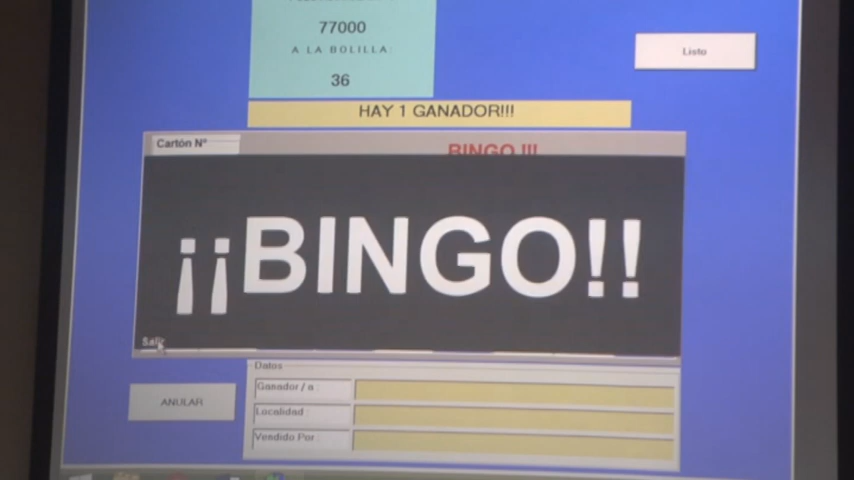 77000
A LA BOLILLA
36
Listo
HAY 1 GANADOR!!!
Cartón Nº
BINGO !!!
¡¡BINGO!!
Salir
Datos
Ganador / a :
Localidad :
Vendido Por :
ANULAR